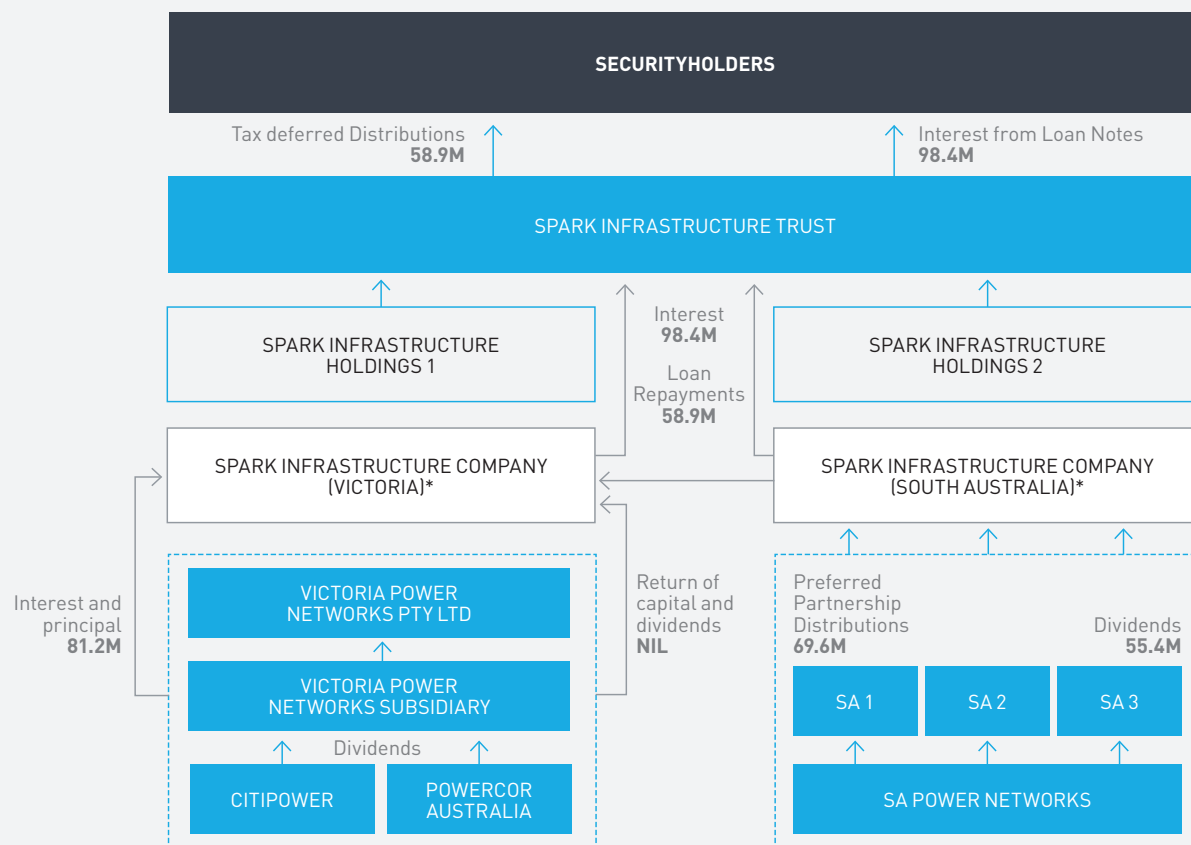 SECURITYHOLDERS
Tax deferred Distributions
58.9M
Interest from Loan Notes
98.4M
SPARK INFRASTRUCTURE TRUST
SPARK INFRASTRUCTURE
HOLDINGS 1
Interest
98.4M
Loan
Repayments
58.9M
SPARK INFRASTRUCTURE
HOLDINGS 2
SPARK INFRASTRUCTURE COMPANY
(VICTORIA)*
SPARK INFRASTRUCTURE COMPANY
(SOUTH AUSTRALIA)*
Interest and
principal
81.2M
VICTORIA POWER
NETWORKS PTY LTD
VICTORIA POWER
NETWORKS SUBSIDIARY
Dividends
CITIPOWER
POWERCOR
AUSTRALIA
Return of
capital and
dividends
NIL
Preferred
Partnership
Distributions
69.6M
Dividends
55.4M
SA 1
SA 2
SA 3
SA POWER NETWORKS